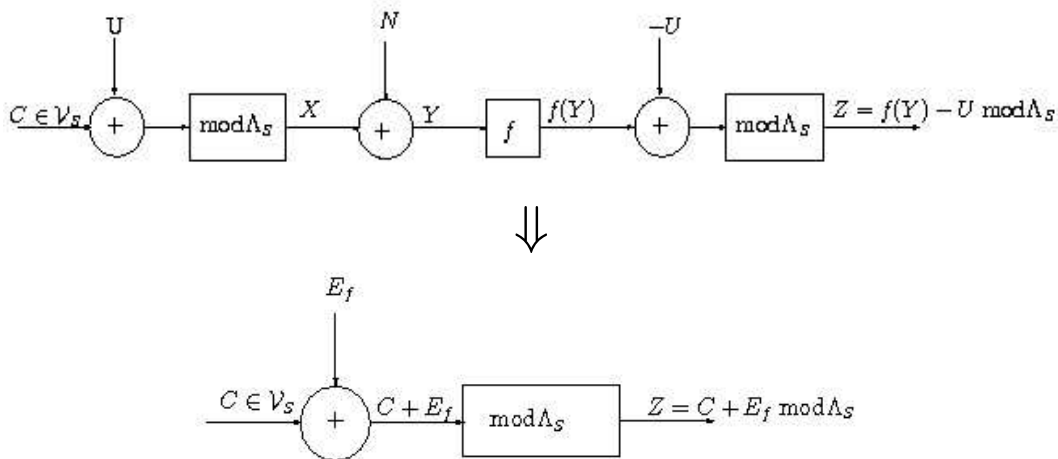 U
N
−U
C ∈ 𝒱_S
+
modΛ_S
X
+
Y
f
f(Y)
+
modΛ_S
Z = f(Y) − U modΛ_S
⇓
E_f
C ∈ 𝒱_S
+
C + E_f
modΛ_S
Z = C + E_f modΛ_S